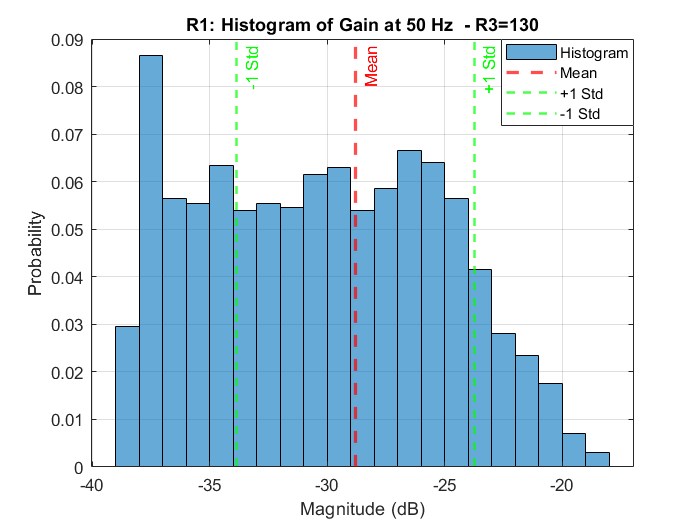 R1: Histogram of Gain at 50 Hz  - R3=130
0.09
0.08
0.07
0.06
0.05
0.04
0.03
0.02
0.01
0
Probability
-1 Std
Mean
+1 Std
Histogram
Mean
+1 Std
-1 Std
-40
-35
-30
-25
-20
Magnitude (dB)